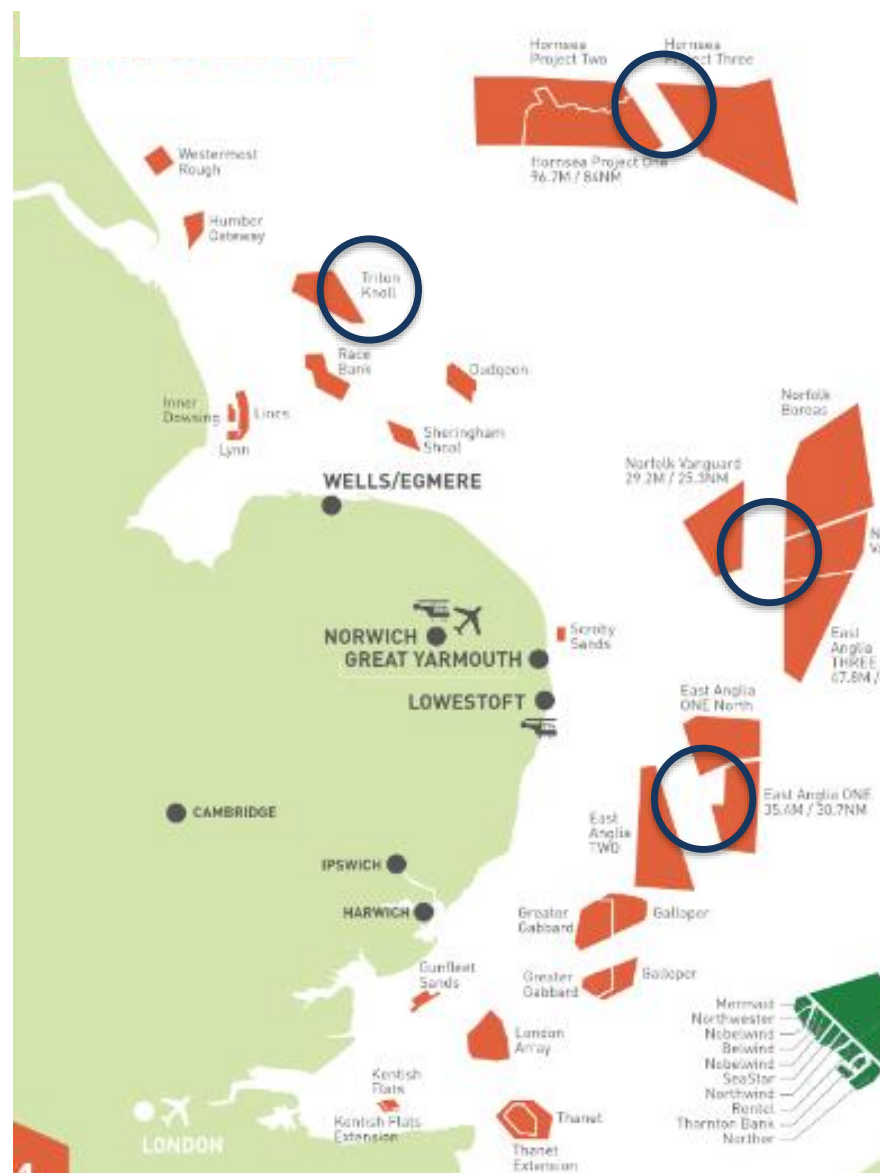 Hornsea
Project Two
Hornsea
Project Three
Hornsea Project One
96.7M / 84NM
Westermost
Rough
Humber
Gateway
Triton
Knoll
Race
Bank
Dudgeon
Inner
Dowsing
Lincs
Lynn
Sheringham
Shoal
Norfolk
Boreas
Norfolk Vanguard
29.2M / 25.3NM
WELLS/EGMERE
N
Va
NORWICH
GREAT YARMOUTH
Scroby
Sands
East
Anglia
THREE
47.8M /
LOWESTOFT
East Anglia
ONE North
CAMBRIDGE
East Anglia ONE
35.4M / 30.7NM
East
Anglia
TWO
IPSWICH
HARWICH
Greater
Gabbard
Galloper
Gunfleet
Sands
Greater
Gabbard
Galloper
London
Array
Mermaid
Northwester
Nobelwind
Belwind
Nobelwind
SeaStar
Northwind
Rentel
Thornton Bank
Norther
Kentish
Flats
Kentish Flats
Extension
Thanet
Thanet
Extension
LONDON
4